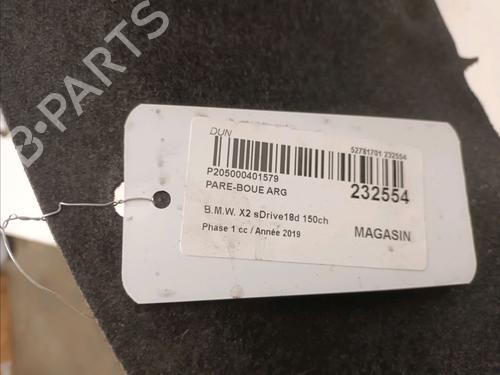 B-PARTS
DUN
52781701 232554
P205000401579
PARE-BOUE ARG
232554
B.M.W. X2 sDrive18d 150ch
Phase 1 cc / Année 2019
MAGASIN